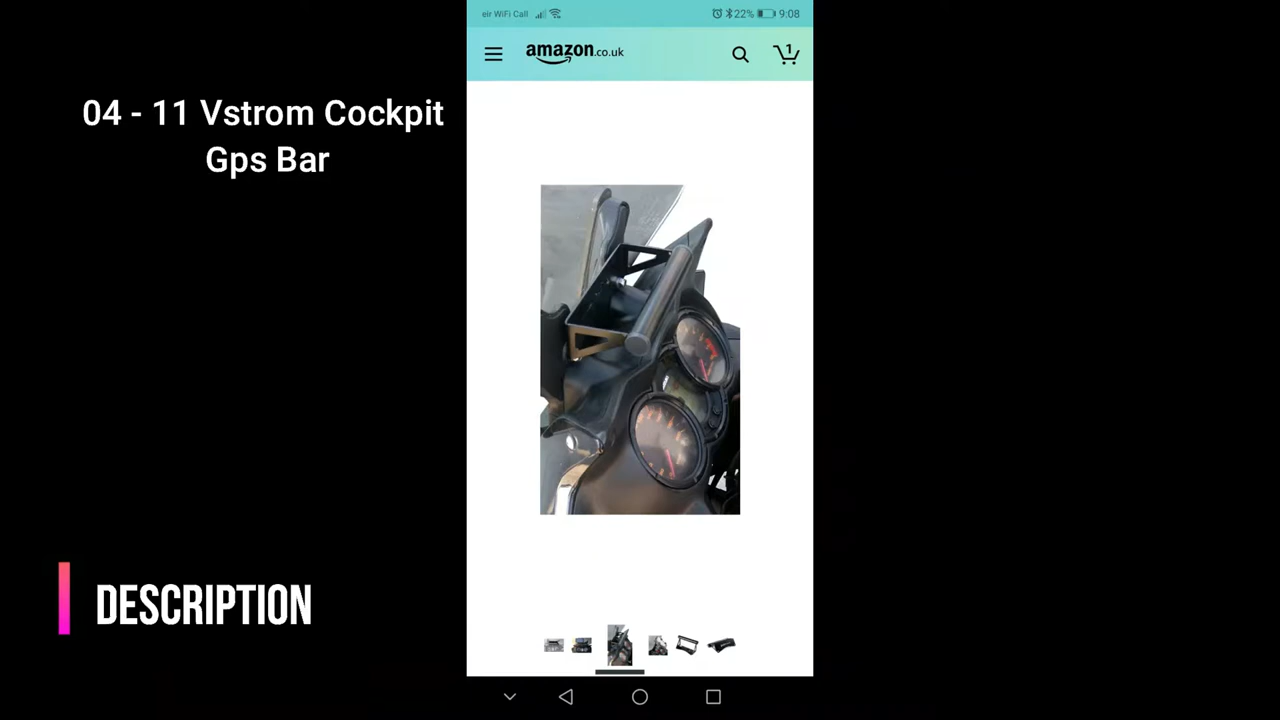 eir WiFi Call
22%
9:08
amazon.co.uk
1
04 - 11 Vstrom Cockpit
Gps Bar
DESCRIPTION